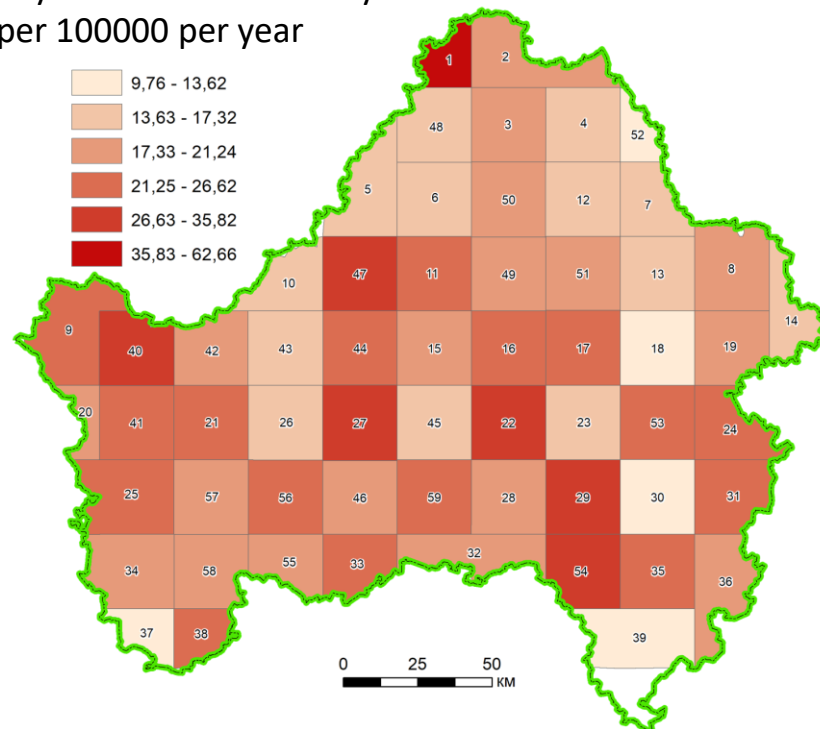 per 100000 per year
9,76 - 13,62
13,63 - 17,32
17,33 - 21,24
21,25 - 26,62
26,63 - 35,82
35,83 - 62,66
1 2
48 3 4 52
5 6 50 12 7
10 47 11 49 51 13 8
9 40 42 43 44 15 16 17 18 19 14
20 41 21 26 27 45 22 23 53 24
25 57 56 46 59 28 29 30 31
34 58 55 33 32 54 35 36
37 38 39
0 25 50
КМ